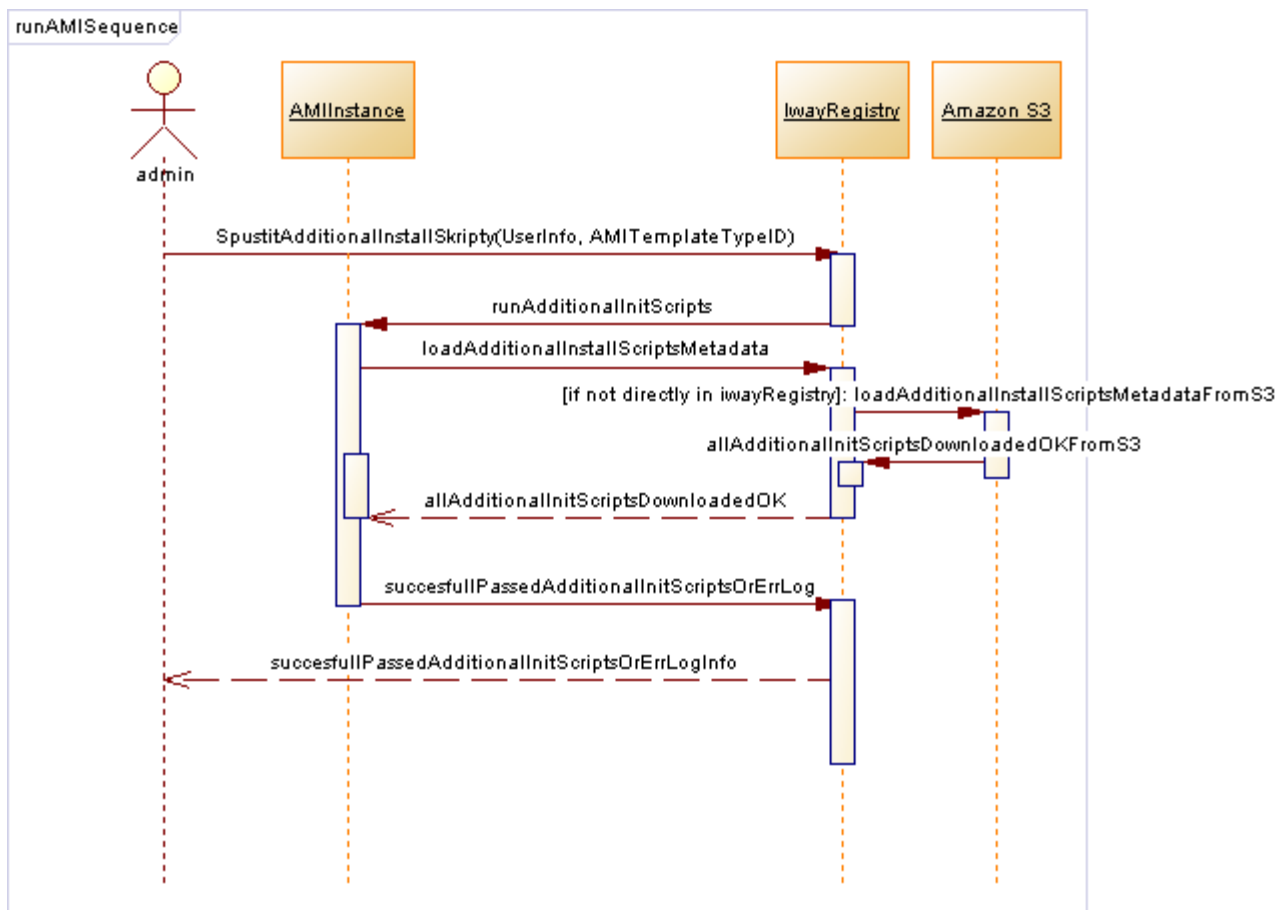 runAMISequence
admin
AMIInstance
IwayRegistry
Amazon S3
SpustitAdditionalInstallSkripty(UserInfo, AMITemplateTypeID)
runAdditionalInitScripts
loadAdditionalInstallScriptsMetadata
[if not directly in iwayRegistry]: loadAdditionalInstallScriptsMetadataFromS3
allAdditionalInitScriptsDownloadedOKFromS3
allAdditionalInitScriptsDownloadedOK
succesfullPassedAdditionalInitScriptsOrErrLog
succesfullPassedAdditionalInitScriptsOrErrLogInfo